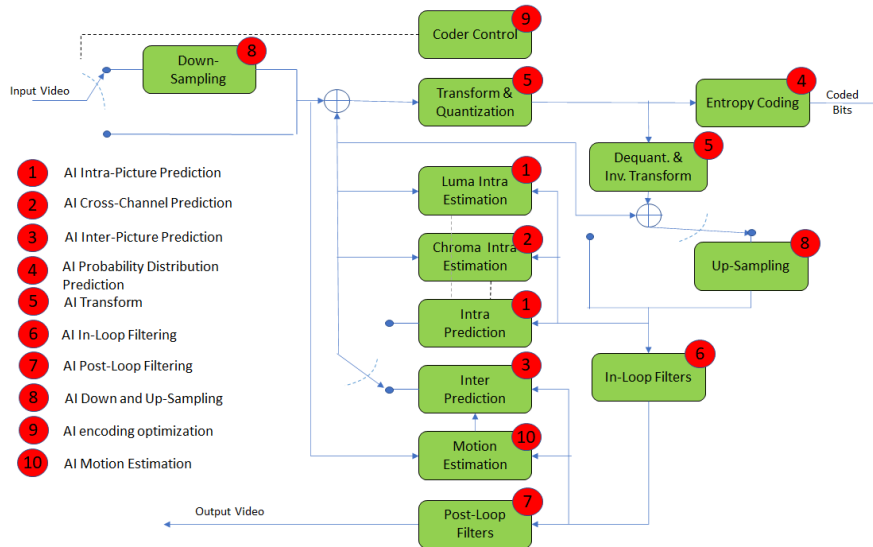 9
Coder Control
8
Down-
Sampling
Input Video
5
Transform &
Quantization
4
Entropy Coding
Coded
Bits
5
Dequant. &
Inv. Transform
1
Luma Intra
Estimation
2
Chroma Intra
Estimation
8
Up-Sampling
1
Intra
Prediction
6
In-Loop Filters
3
Inter
Prediction
10
Motion
Estimation
7
Post-Loop
Filters
Output Video
1 AI Intra-Picture Prediction
2 AI Cross-Channel Prediction
3 AI Inter-Picture Prediction
4 AI Probability Distribution
Prediction
5 AI Transform
6 AI In-Loop Filtering
7 AI Post-Loop Filtering
8 AI Down and Up-Sampling
9 AI encoding optimization
10 AI Motion Estimation